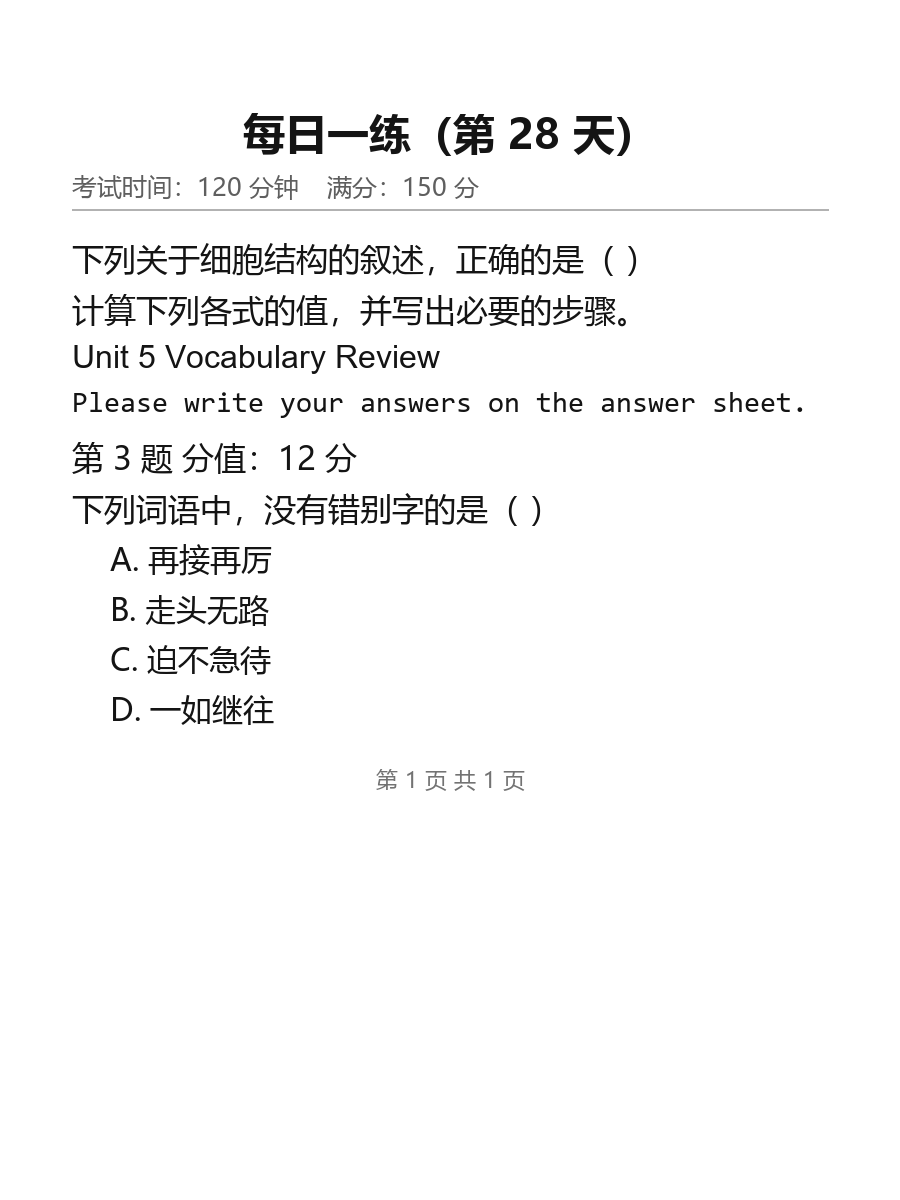 每日一练（第 28 天）
考试时间：120 分钟 满分：150 分
下列关于细胞结构的叙述，正确的是（ ）
计算下列各式的值，并写出必要的步骤。
Unit 5 Vocabulary Review
Please write your answers on the answer sheet.
第 3 题 分值：12 分
下列词语中，没有错别字的是（ ）
A. 再接再厉
B. 走头无路
C. 迫不急待
D. 一如继往
第 1 页 共 1 页